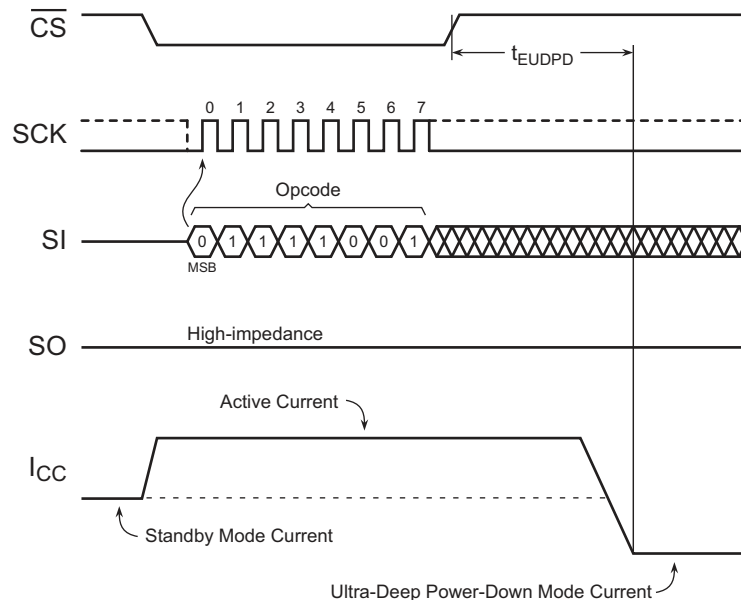 CS
tEUDPD
0 1 2 3 4 5 6 7
SCK
Opcode
SI
0 1 1 1 1 0 0 1
MSB
High-impedance
SO
Active Current
ICC
Standby Mode Current
Ultra-Deep Power-Down Mode Current